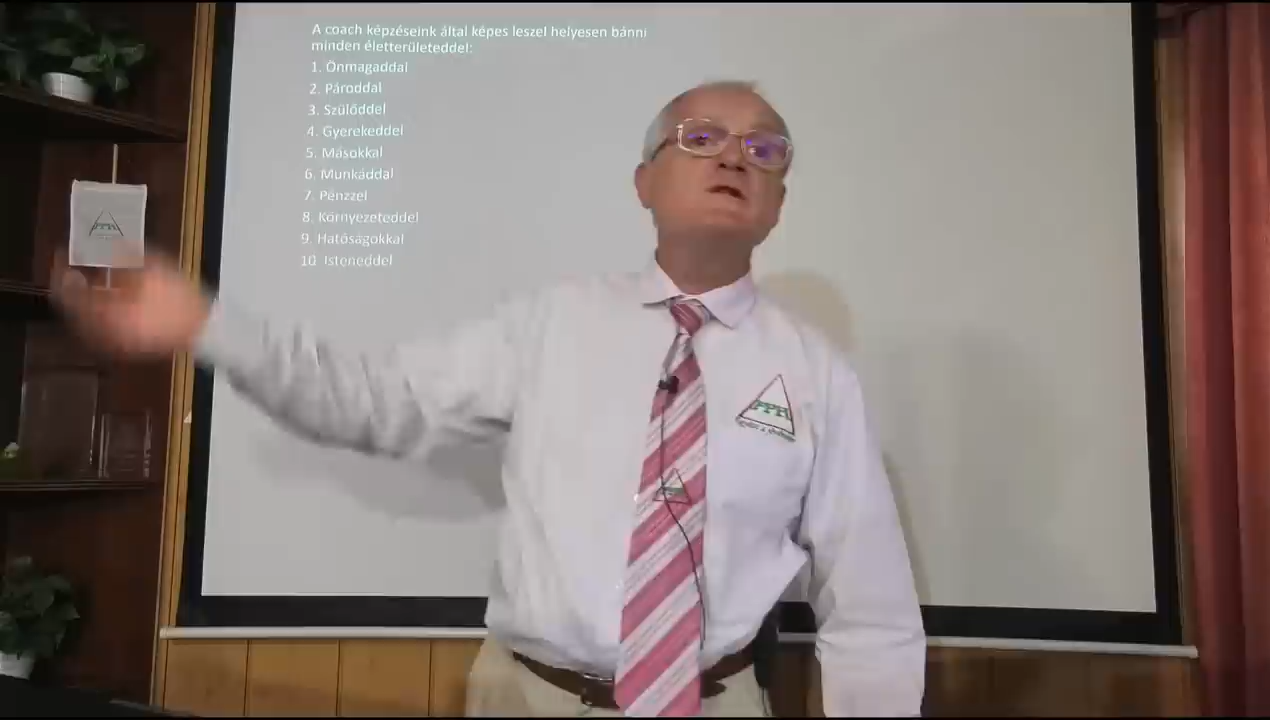 A coach képzéseink által képes leszel helyesen bánni
minden életterületeddel:
1. Önmagaddal
2. Pároddal
3. Szülőddel
4. Gyerekeddel
5. Másokkal
6. Munkáddal
7. Pénzzel
8. Környezeteddel
9. Hatóságokkal
10. Isteneddel